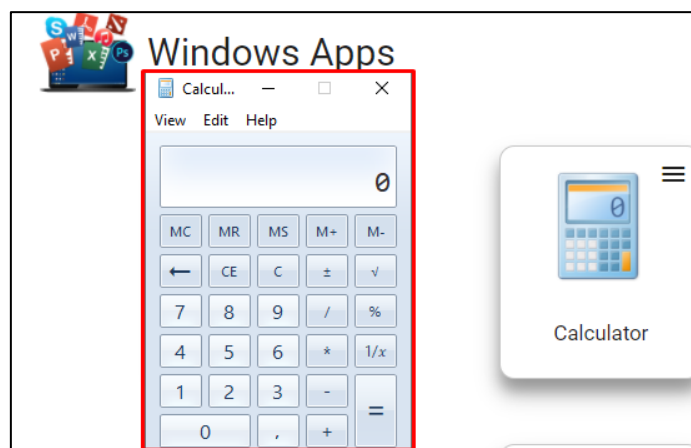 Windows Apps
Calcul...
View Edit Help
0
MC MR MS M+ M-
← CE C ± √
7 8 9 / %
4 5 6 * 1/x
1 2 3 - =
0 , +
0
Calculator